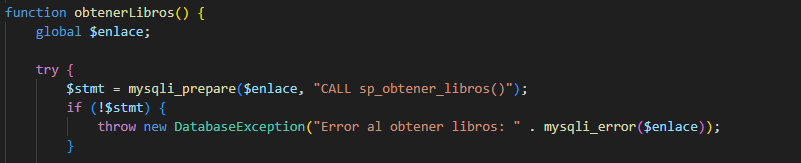 function obtenerLibros() {
    global $enlace;

    try {
        $stmt = mysqli_prepare($enlace, "CALL sp_obtener_libros()");
        if (!$stmt) {
            throw new DatabaseException("Error al obtener libros: " . mysqli_error($enlace));
        }